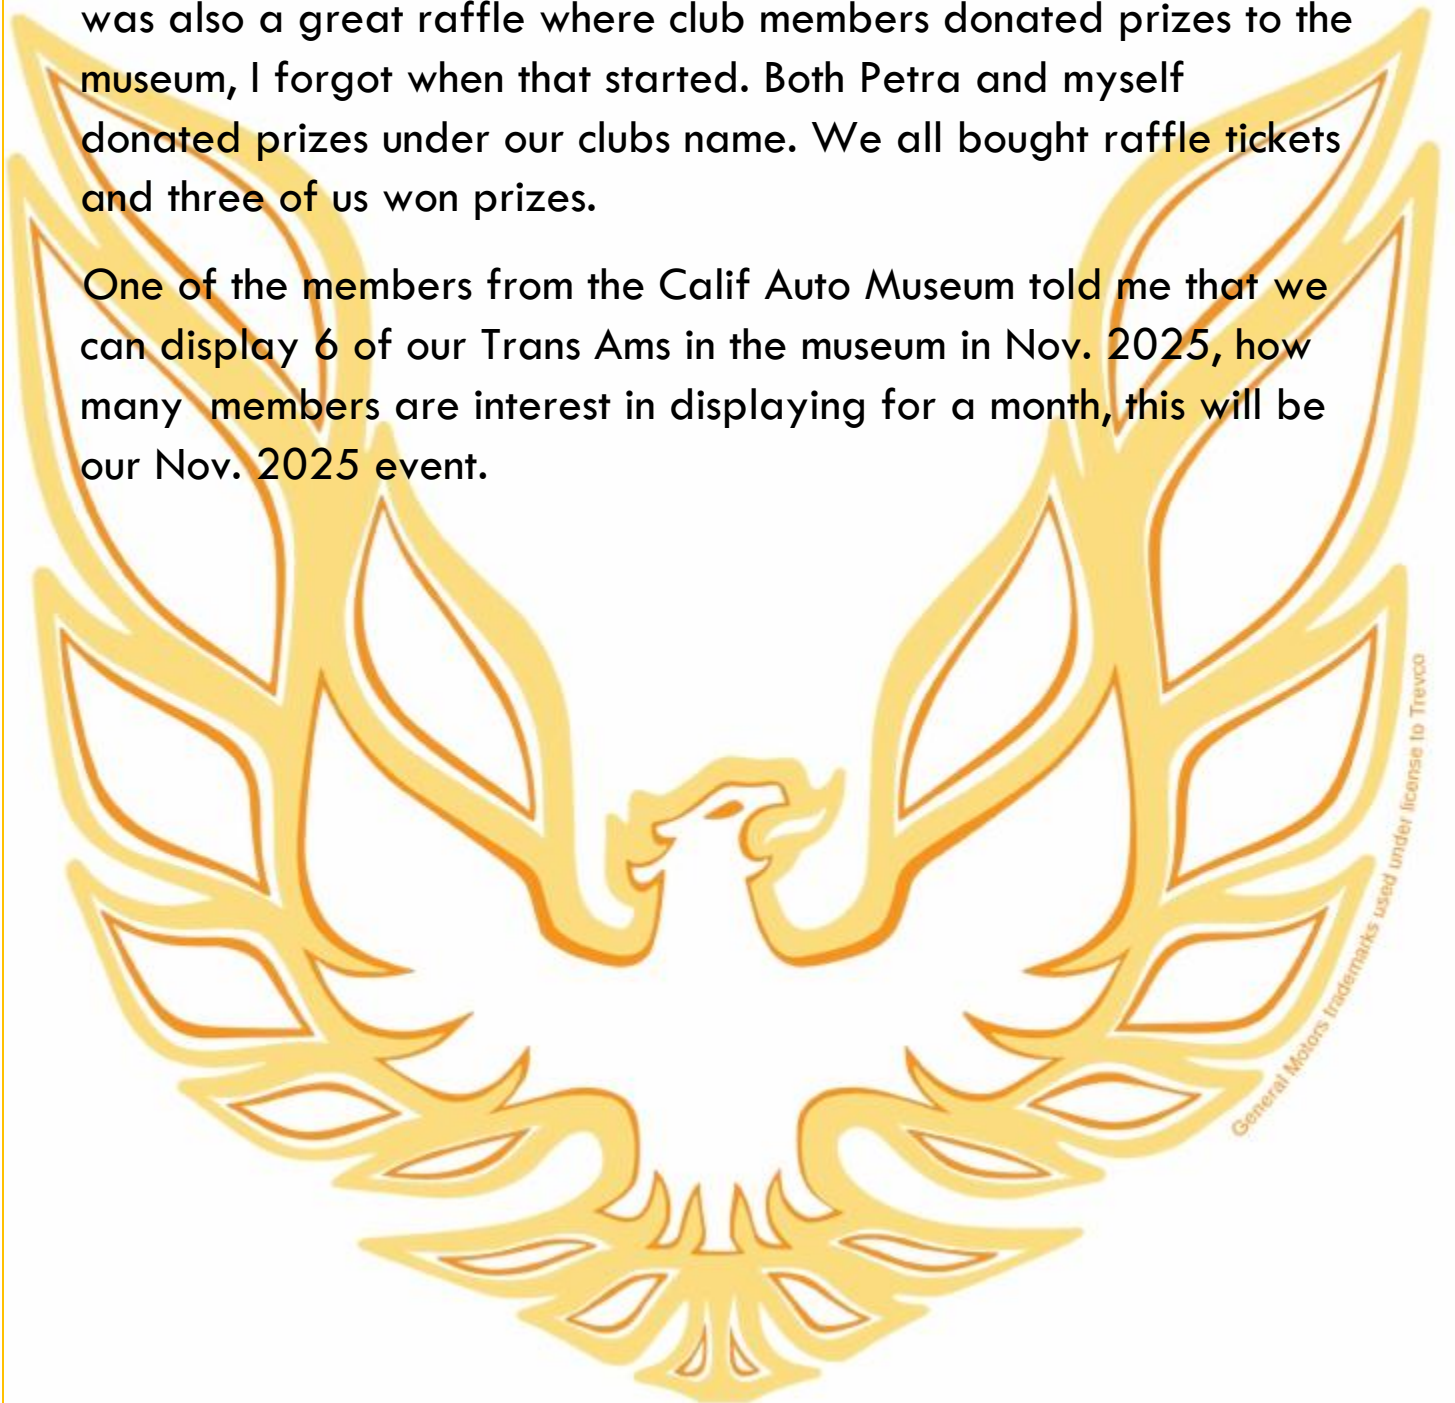 was also a great raffle where club members donated prizes to the
museum, I forgot when that started. Both Petra and myself
donated prizes under our clubs name. We all bought raffle tickets
and three of us won prizes.
One of the members from the Calif Auto Museum told me that we
can display 6 of our Trans Ams in the museum in Nov. 2025, how
many  members are interest in displaying for a month, this will be
our Nov. 2025 event.
General Motors trademarks used under license to Trevco